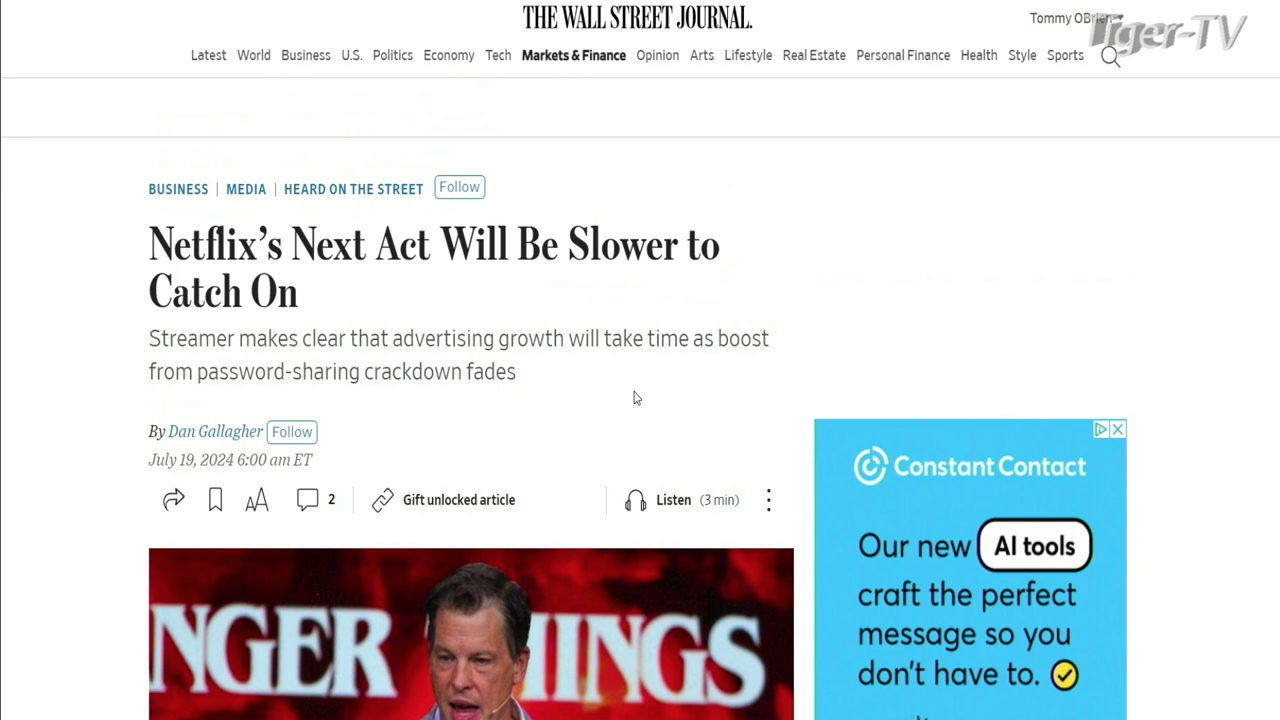 THE WALL STREET JOURNAL.
Tommy OBrien
Tiger-TV
Latest World Business U.S. Politics Economy Tech Markets & Finance Opinion Arts Lifestyle Real Estate Personal Finance Health Style Sports
BUSINESS | MEDIA | HEARD ON THE STREET Follow
Netflix’s Next Act Will Be Slower to
Catch On
Streamer makes clear that advertising growth will take time as boost
from password-sharing crackdown fades
By Dan Gallagher Follow
July 19, 2024 6:00 am ET
AA 2 Gift unlocked article Listen (3 min)
NGER HINGS
Constant Contact
Our new AI tools
craft the perfect
message so you
don't have to.